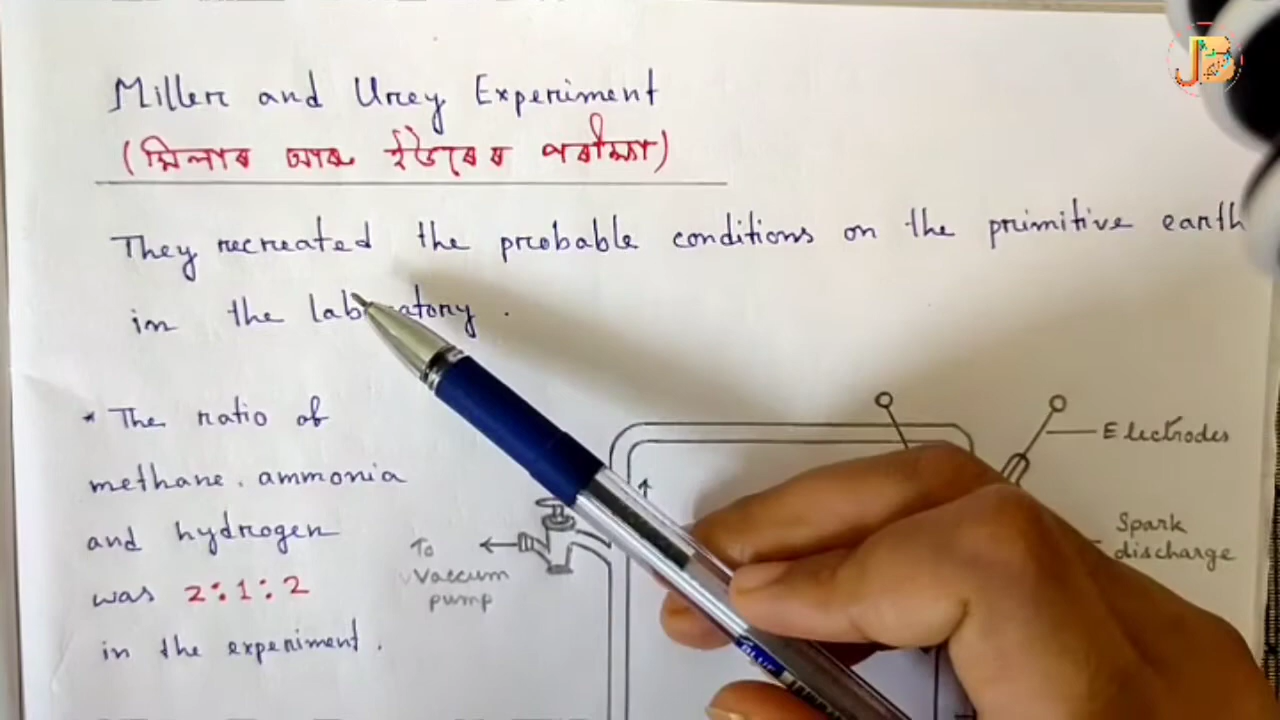 Miller and Urey Experiment
(মিলাৰ আৰু ইউৰেৰ পৰীক্ষা)
They recreated the probable conditions on the primitive earth
in the laboratory.
* The ratio of
methane, ammonia
and hydrogen
was 2:1:2
in the experiment.
To
Vaccum
pump
Electrodes
Spark
discharge
JB
BLUE